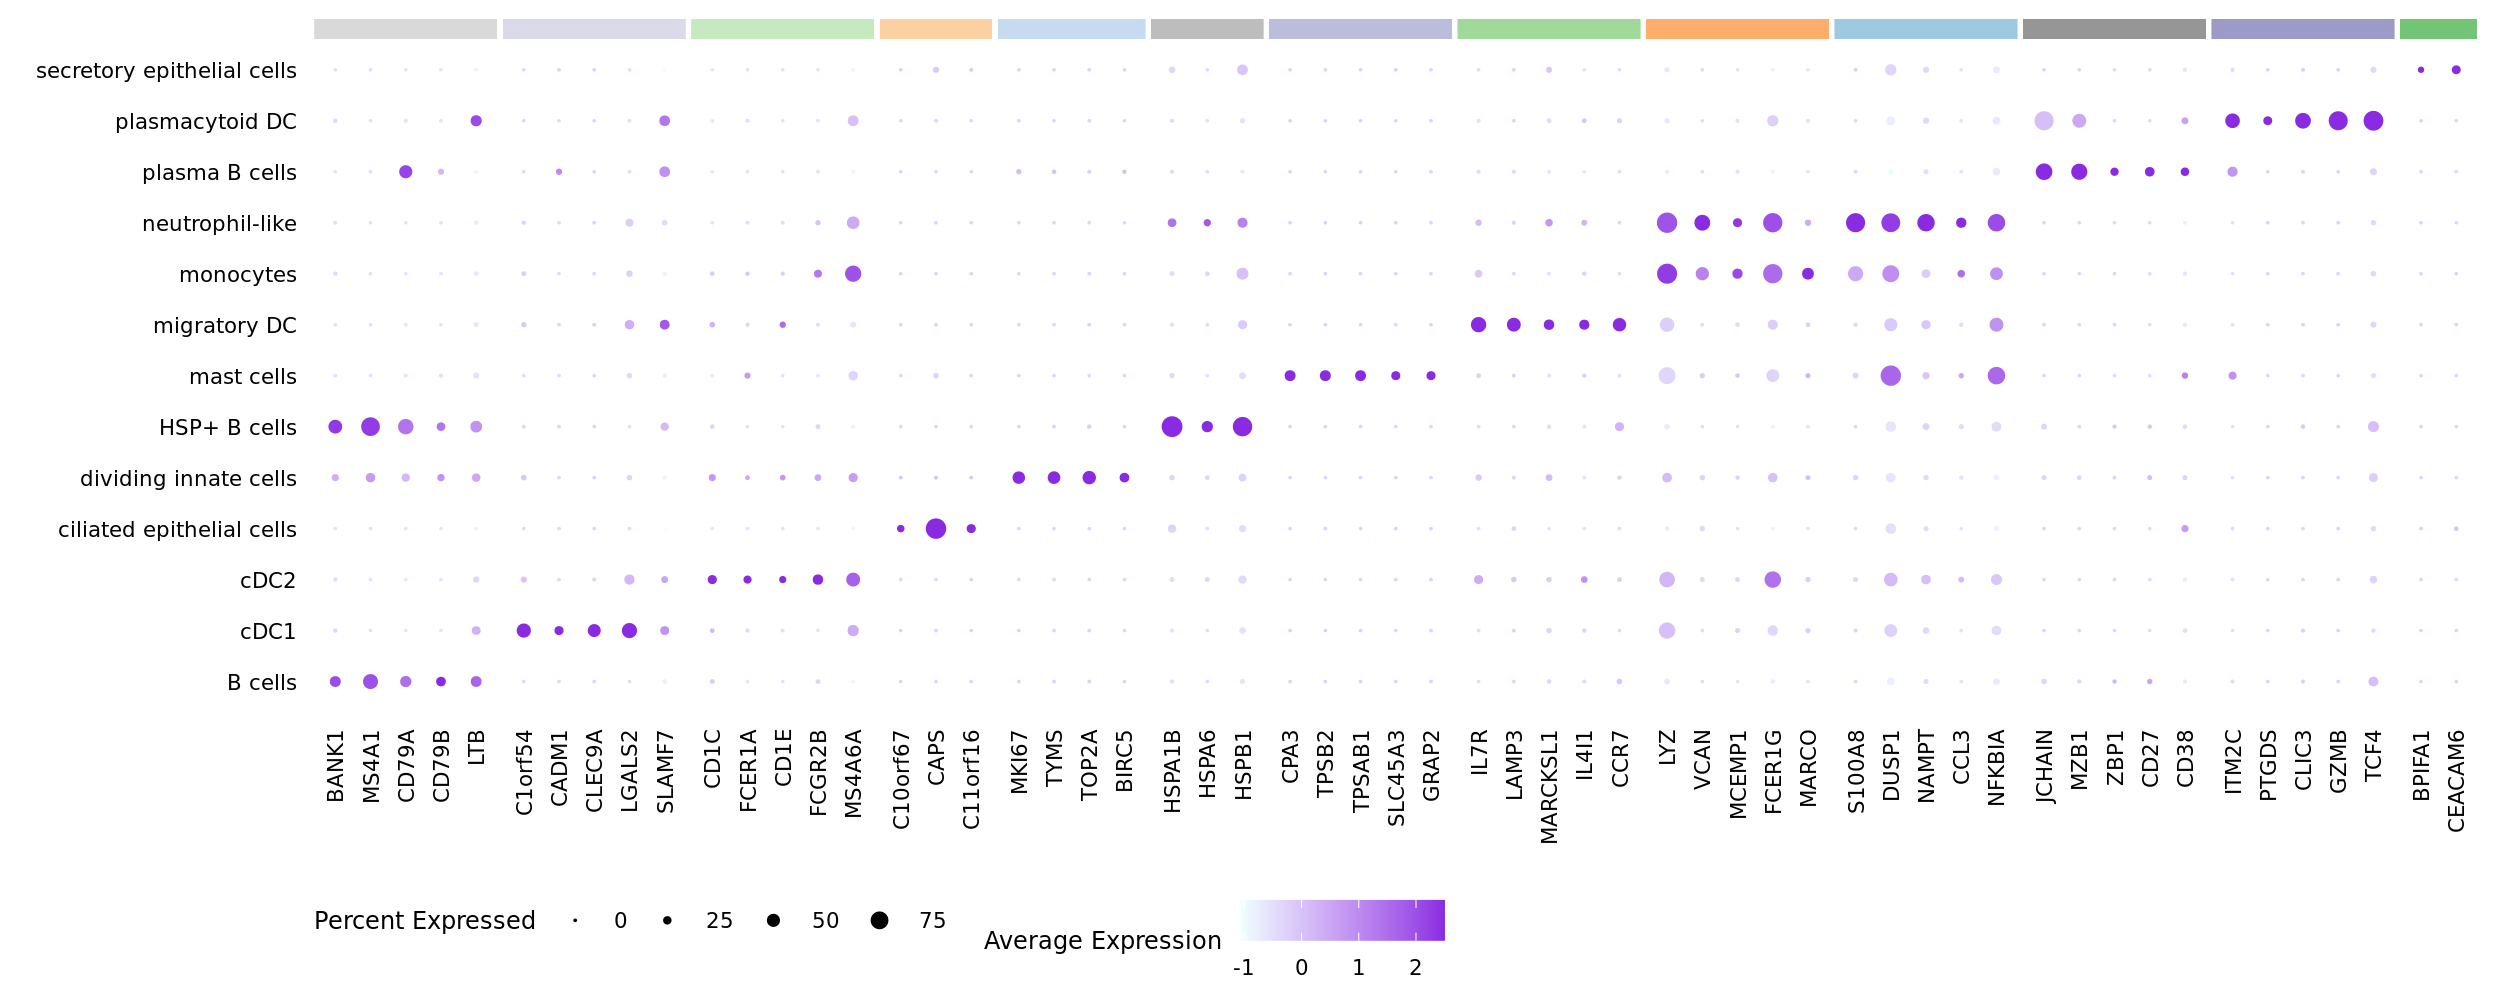 secretory epithelial cells
plasmacytoid DC
plasma B cells
neutrophil-like
monocytes
migratory DC
mast cells
HSP+ B cells
dividing innate cells
ciliated epithelial cells
cDC2
cDC1
B cells
BANK1
MS4A1
CD79A
CD79B
LTB
C1orf54
CADM1
CLEC9A
LGALS2
SLAMF7
CD1C
FCER1A
CD1E
FCGR2B
MS4A6A
C10orf67
CAPS
C11orf16
MKI67
TYMS
TOP2A
BIRC5
HSPA1B
HSPA6
HSPB1
CPA3
TPSB2
TPSAB1
SLC45A3
GRAP2
IL7R
LAMP3
MARCKSL1
IL4I1
CCR7
LYZ
VCAN
MCEMP1
FCER1G
MARCO
S100A8
DUSP1
NAMPT
CCL3
NFKBIA
JCHAIN
MZB1
ZBP1
CD27
CD38
ITM2C
PTGDS
CLIC3
GZMB
TCF4
BPIFA1
CEACAM6
Percent Expressed 0 25 50 75
Average Expression
-1 0 1 2